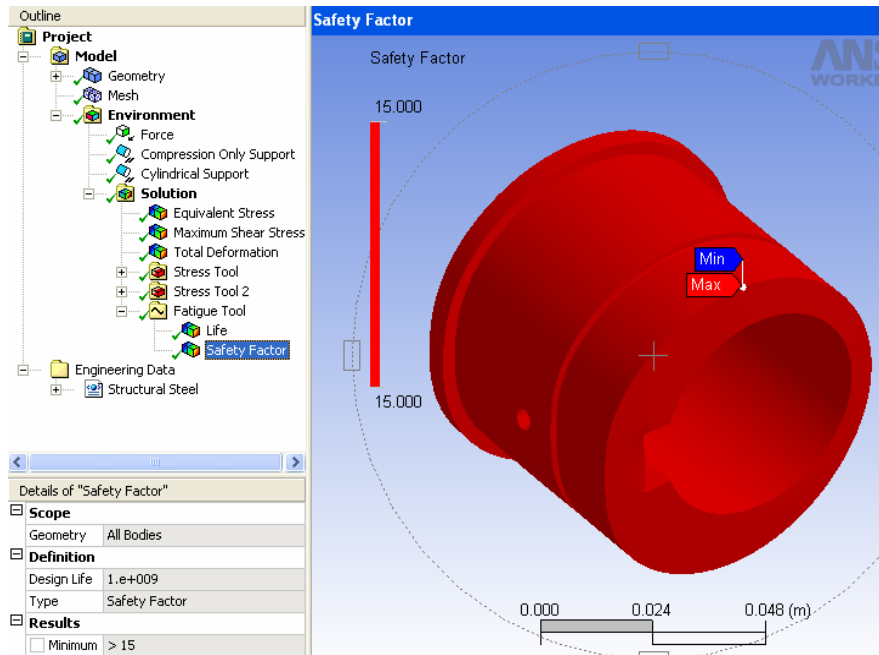 Outline
Project
Model
Geometry
Mesh
Environment
Force
Compression Only Support
Cylindrical Support
Solution
Equivalent Stress
Maximum Shear Stress
Total Deformation
Stress Tool
Stress Tool 2
Fatigue Tool
Life
Safety Factor
Engineering Data
Structural Steel
Details of "Safety Factor"
Scope
Geometry All Bodies
Definition
Design Life 1.e+009
Type Safety Factor
Results
Minimum > 15
Safety Factor
ANS
WORKE
Safety Factor
15.000
15.000
Min
Max
0.000 0.024 0.048 (m)